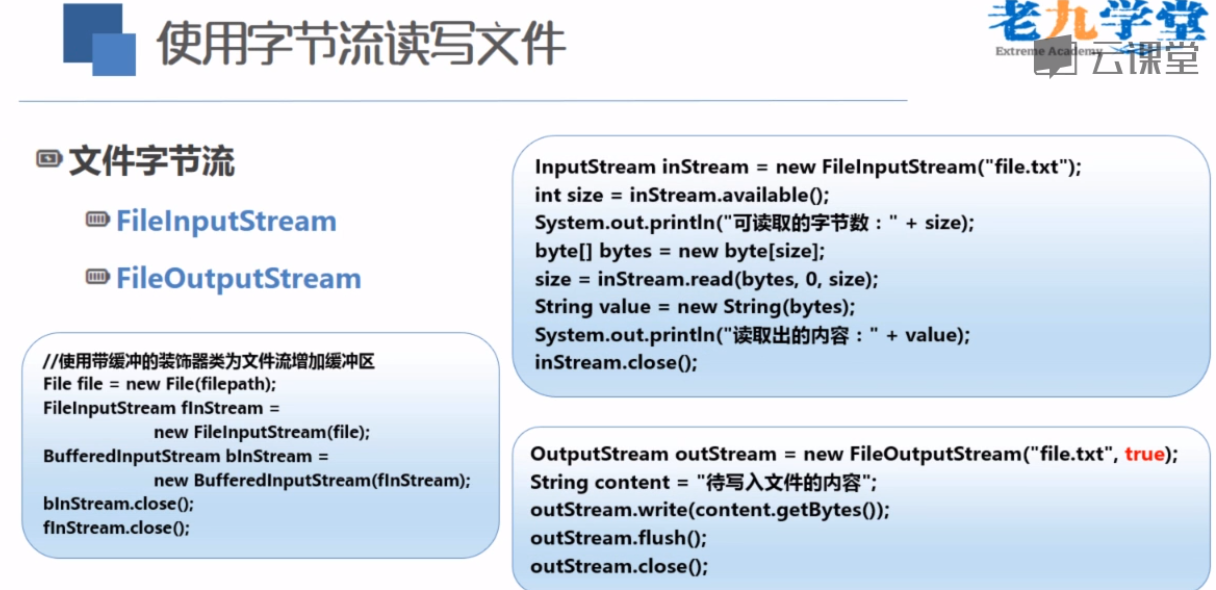 使用字节流读写文件
老九学堂
Extreme Academy
云课堂
文件字节流
FileInputStream
FileOutputStream
//使用带缓冲的装饰器类为文件流增加缓冲区
File file = new File(filepath);
FileInputStream fInStream =
new FileInputStream(file);
BufferedInputStream bInStream =
new BufferedInputStream(fInStream);
bInStream.close();
fInStream.close();
InputStream inStream = new FileInputStream("file.txt");
int size = inStream.available();
System.out.println("可读取的字节数：" + size);
byte[] bytes = new byte[size];
size = inStream.read(bytes, 0, size);
String value = new String(bytes);
System.out.println("读取出的内容：" + value);
inStream.close();
OutputStream outStream = new FileOutputStream("file.txt", true);
String content = "待写入文件的内容";
outStream.write(content.getBytes());
outStream.flush();
outStream.close();